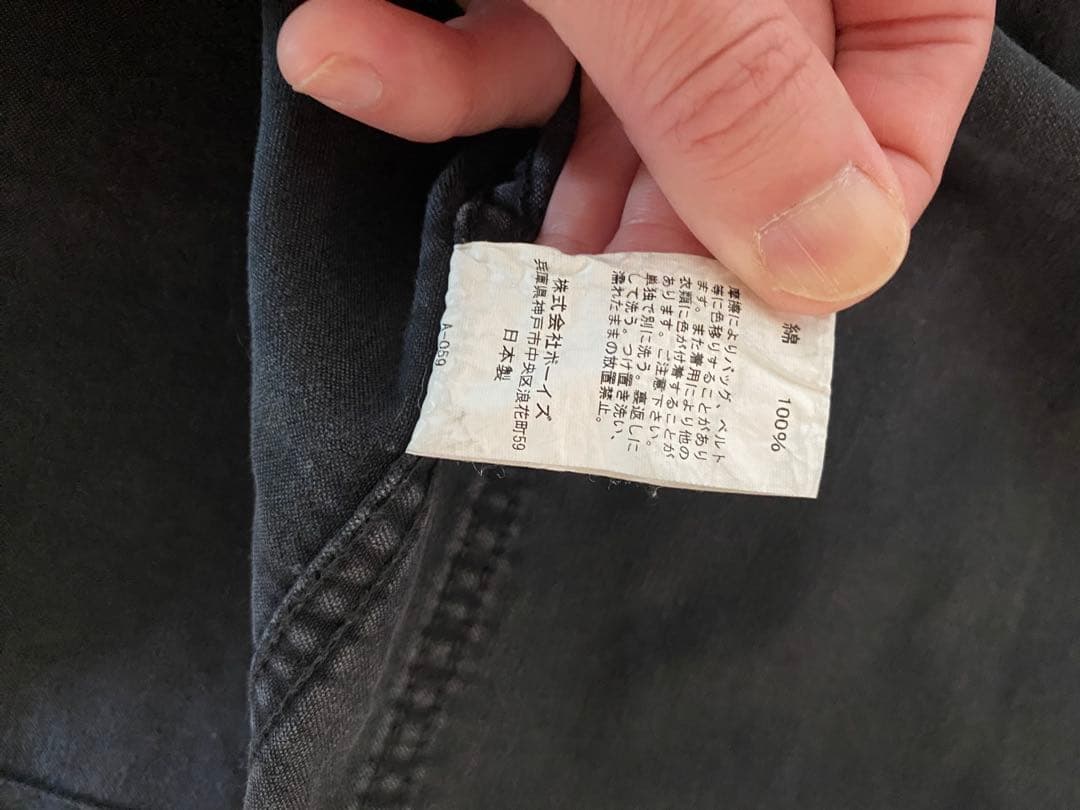 綿 100%
摩擦によりバッグ、ベルト
等に色移りすることがあり
ます。また着用により他の
衣類に色が付着することが
あります。ご注意下さい。
単独で別に洗う。裏返しに
して洗う。つけ置き洗い、
濡れたままの放置禁止。
株式会社ボーイズ
兵庫県神戸市中央区浪花町59
日本製
A-059